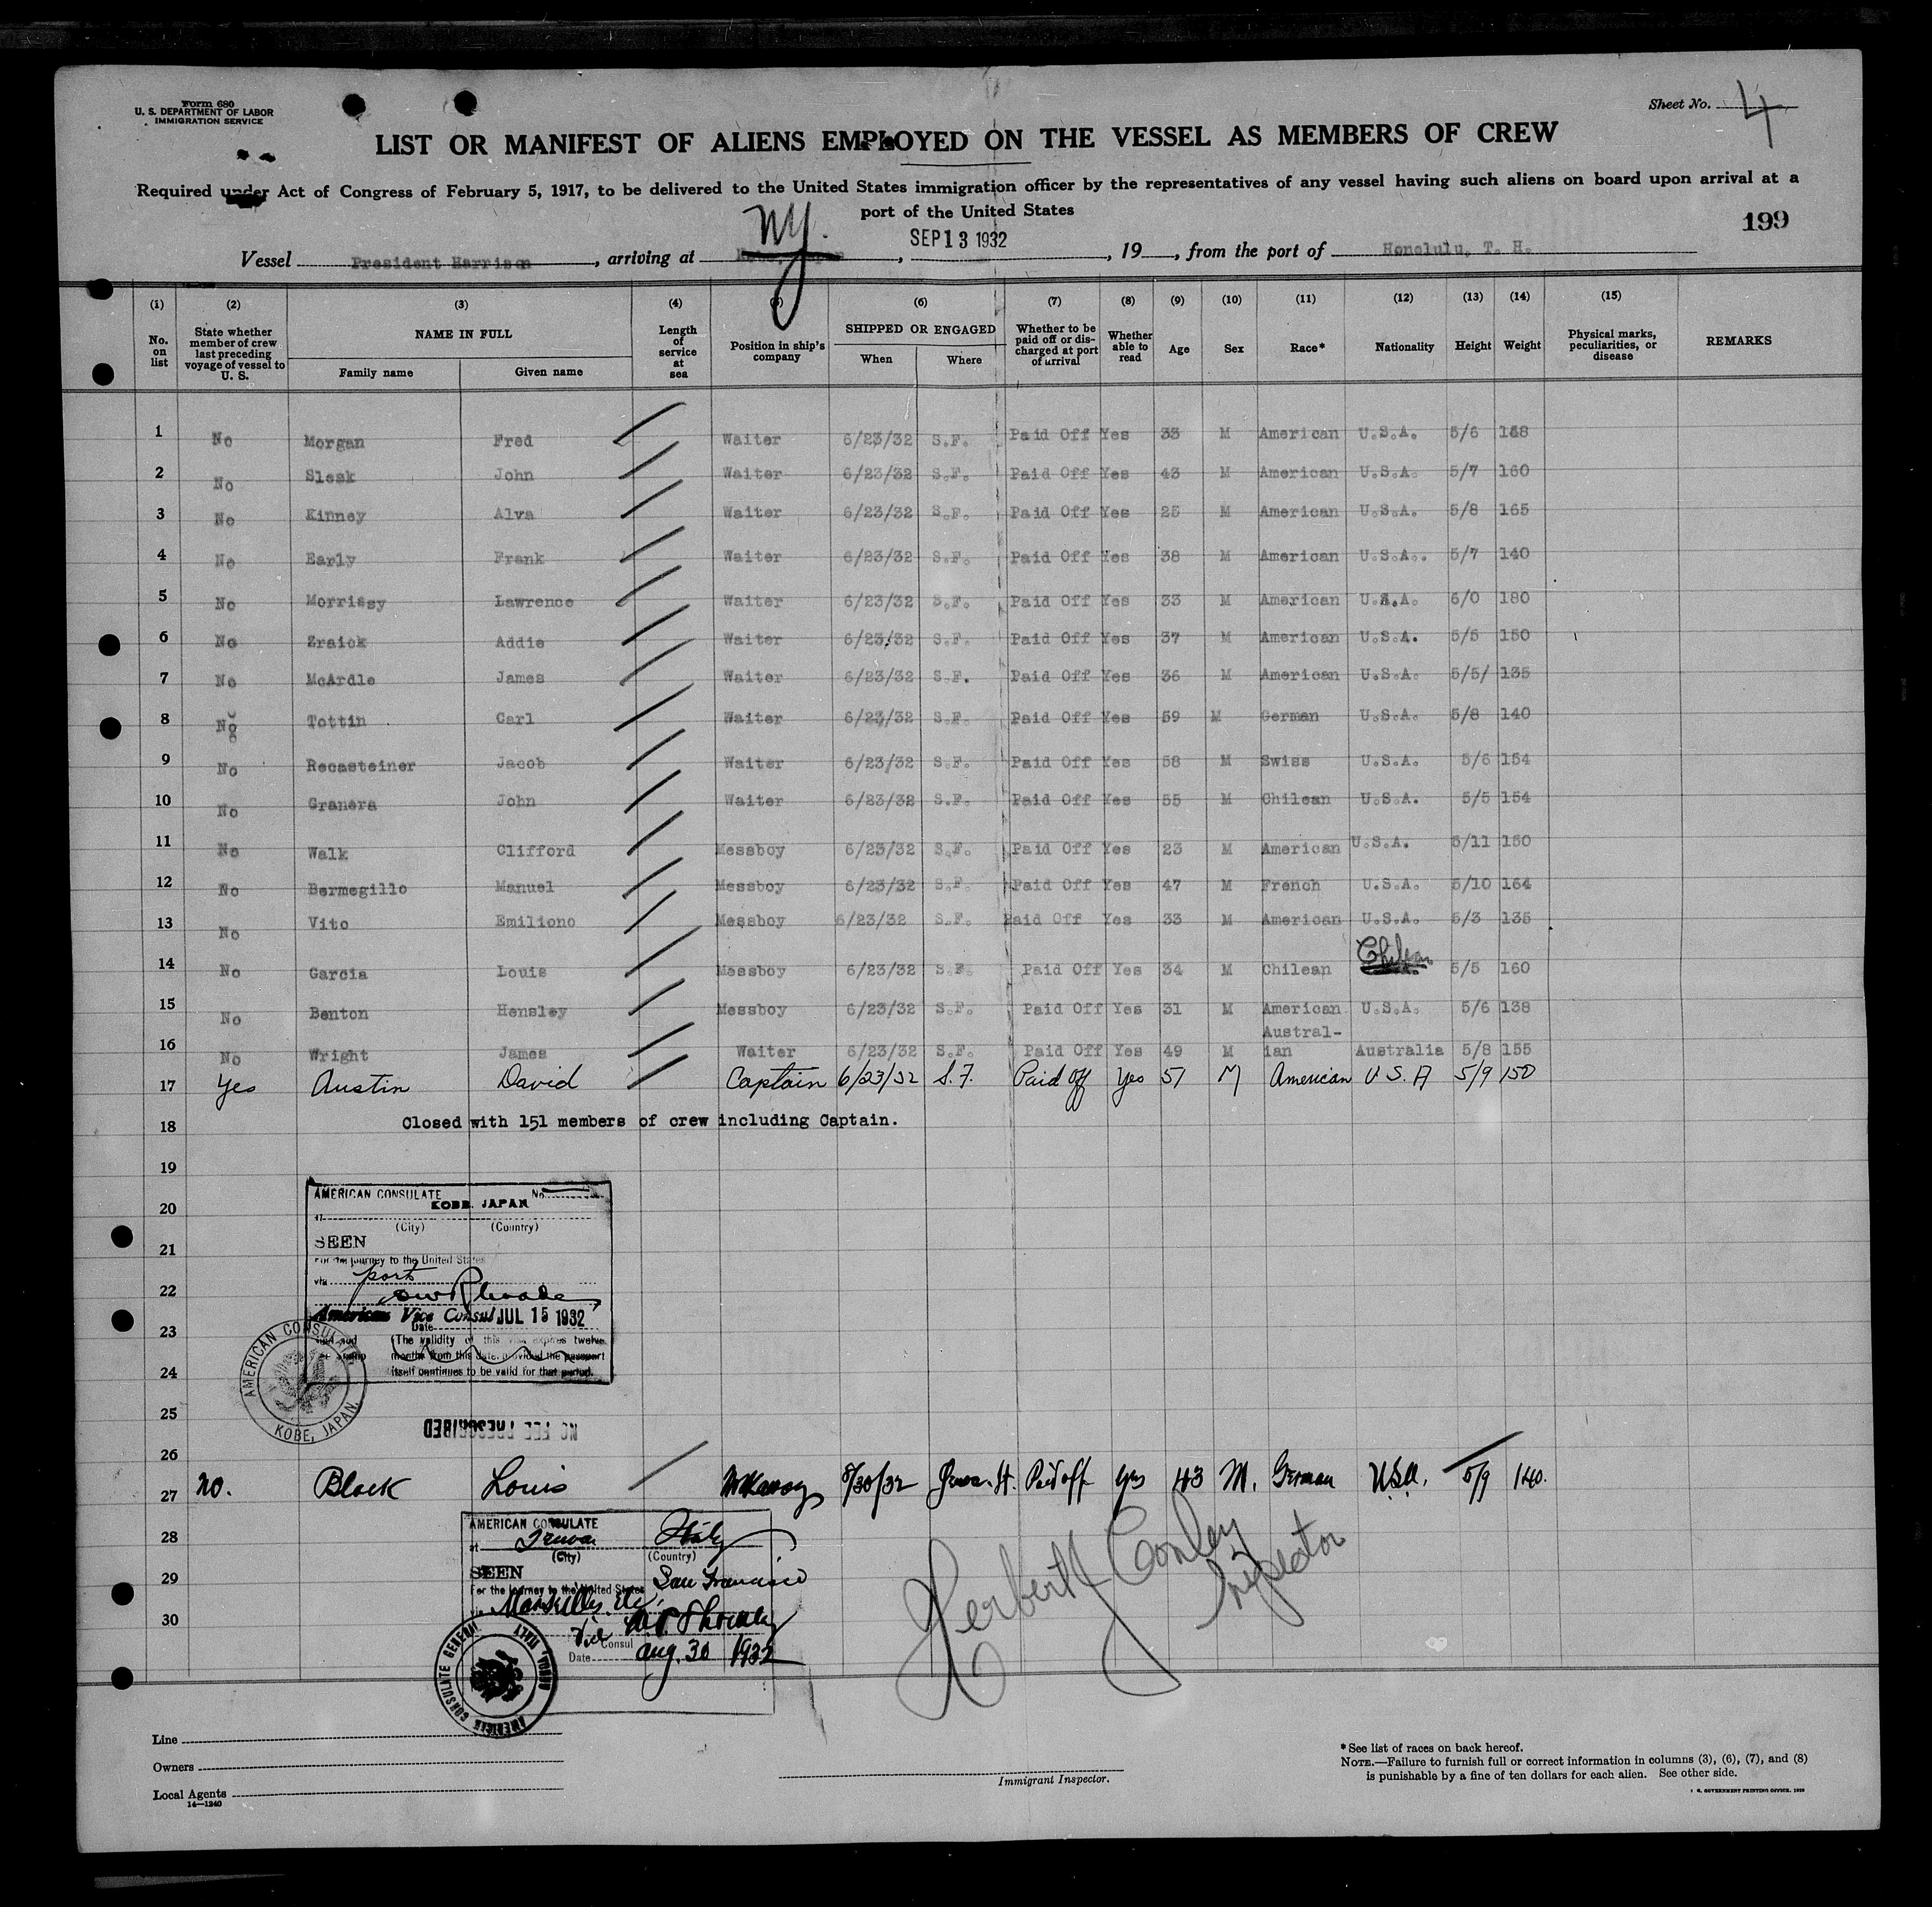 Form 680
U. S. DEPARTMENT OF LABOR
IMMIGRATION SERVICE
Sheet No. 4
LIST OR MANIFEST OF ALIENS EMPLOYED ON THE VESSEL AS MEMBERS OF CREW
Required under Act of Congress of February 5, 1917, to be delivered to the United States immigration officer by the representatives of any vessel having such aliens on board upon arrival at a
port of the United States
199
Vessel President Harrison, arriving at NY., SEP 13 1932, 19__, from the port of Honolulu, T. H.
(1) (2) (3) (4) (5) (6) (7) (8) (9) (10) (11) (12) (13) (14) (15)
No. on list State whether member of crew last preceding voyage of vessel to U. S. NAME IN FULL Family name Given name Length of service at sea Position in ship's company SHIPPED OR ENGAGED When Where Whether to be paid off or discharged at port of arrival Whether able to read Age Sex Race* Nationality Height Weight Physical marks, peculiarities, or disease REMARKS
1 No Morgan Fred Waiter 6/23/32 S.F. Paid Off Yes 33 M American U.S.A. 5/6
2 No Sleak John Waiter 6/23/32 S.F. Paid Off Yes 43 M American U.S.A. 5/7 160
3 No Kinney Alva Waiter 6/23/32 S.F. Paid Off Yes 25 M American U.S.A. 5/8 165
4 No Early Frank Waiter 6/23/32 S.F. Paid Off Yes 38 M American U.S.A. 5/7 140
5 No Morrissy Lawrence Waiter 6/23/32 S.F. Paid Off Yes 33 M American U.S.A. 6/0 180
6 No Zraick Addie Waiter 6/23/32 S.F. Paid Off Yes 37 M American U.S.A. 5/5 150
7 No McArdle James Waiter 6/23/32 S.F. Paid Off Yes 36 M American U.S.A. 5/5/ 135
8 No Tottin Carl Waiter 6/23/32 S.F. Paid Off Yes 59 M German U.S.A. 5/8 140
9 No Recasteiner Jacob Waiter 6/23/32 S.F. Paid Off Yes 58 M Swiss U.S.A. 5/6 154
10 No Granera John Waiter 6/23/32 S.F. Paid Off Yes 55 M Chilean U.S.A. 5/5 154
11 No Walk Clifford Messboy 6/23/32 S.F. Paid Off Yes 23 M American U.S.A. 5/11 150
12 No Bermegillo Manuel Messboy 6/23/32 S.F. Paid Off Yes 47 M French U.S.A. 5/10 164
13 No Vito Emiliono Messboy 6/23/32 S.F. Paid Off Yes 33 M American U.S.A. 5/3 135
14 No Garcia Louis Messboy 6/23/32 S.F. Paid Off Yes 34 M Chilean Chilean 5/5 160
15 No Benton Hensley Messboy 6/23/32 S.F. Paid Off Yes 31 M American U.S.A. 5/6 138
16 No Wright James Waiter 6/23/32 S.F. Paid Off Yes 49 M Austral-ian Australia 5/8 155
17 Yes Austin David Captain 6/23/32 S.F. Paid off Yes 51 M American U S. A 5/9 150
18 Closed with 151 members of crew including Captain.
19
20
21
22
23
24
25
26
27 no. Black Louis 8/30/32 Paid off yes 43 M. German U.S.A. 5/9 140.
28
29
30
AMERICAN CONSULATE No.
KOBE, JAPAN
(City) (Country)
SEEN
For the journey to the United States
via ports
American Vice Consul JUL 15 1932
Date
(The validity of this visa expires twelve
months from this date, provided the passport
itself continues to be valid for that period.
AMERICAN CONSULATE KOBE, JAPAN.
NO FEE PRESCRIBED
AMERICAN CONSULATE
at Genoa Italy
(City) (Country)
SEEN
For the journey to the United States San Francisco
via Marseilles, etc.
Vice Consul
Date Aug. 30 1932
AMERICAN CONSULATE GENERAL GENOA, ITALY
Herbert J Conley
Inspector
Line
Owners
Local Agents
14—1240
Immigrant Inspector.
* See list of races on back hereof.
NOTE.—Failure to furnish full or correct information in columns (3), (6), (7), and (8)
is punishable by a fine of ten dollars for each alien. See other side.
U. S. GOVERNMENT PRINTING OFFICE. 1929